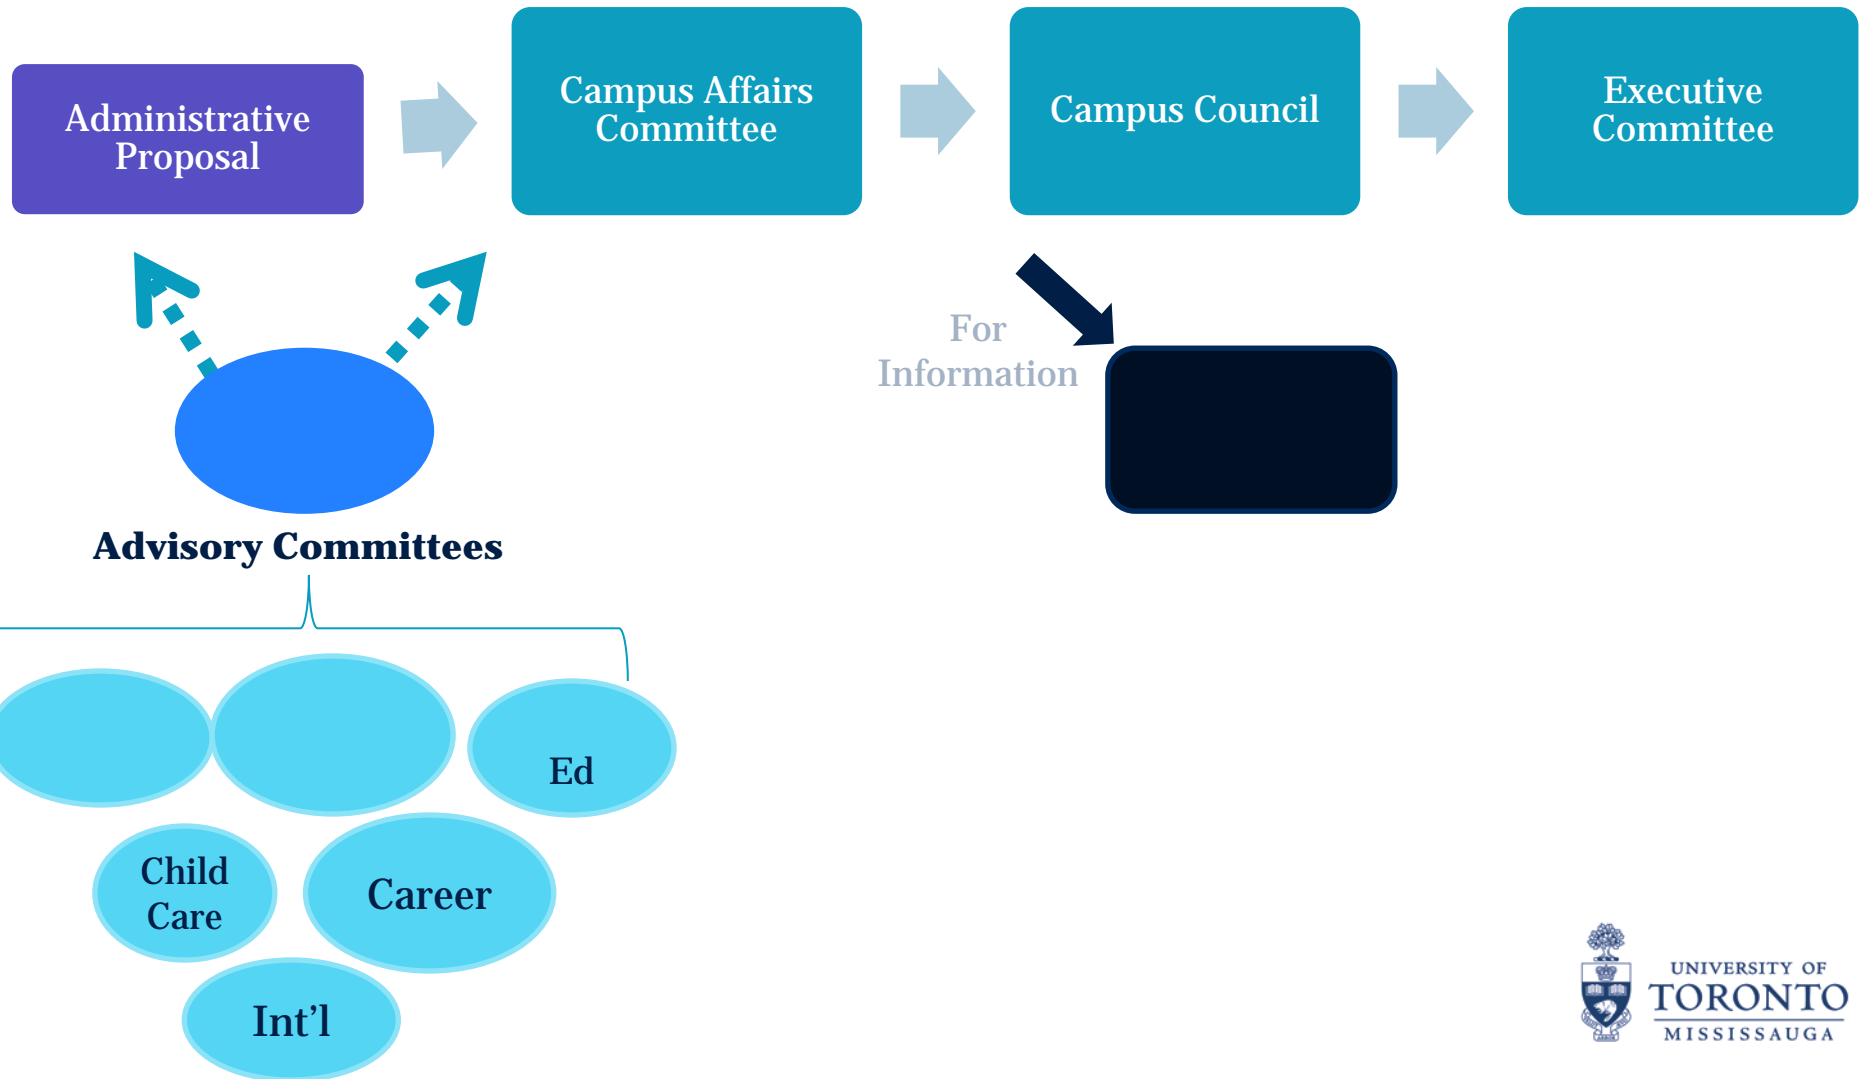 Administrative
Proposal
Campus Affairs
Committee
Campus Council
Executive
Committee
For
Information
Advisory Committees
Ed
Child
Care
Career
Int’l
UNIVERSITY OF
TORONTO
MISSISSAUGA